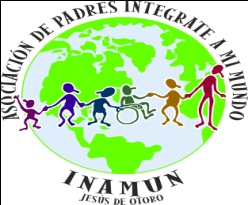 ASOCIACIÓN DE PADRES INTEGRATE A MI MUNDO
INAMUN
JESÚS DE OTORO